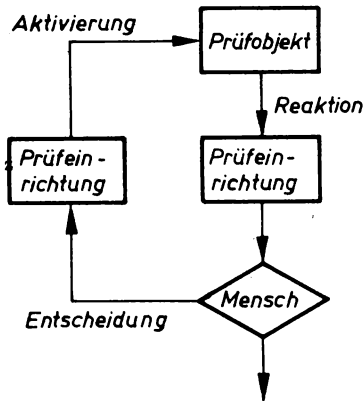 Aktivierung
Prüfobjekt
Reaktion
Prüfein-
richtung
Prüfein-
richtung
Mensch
Entscheidung